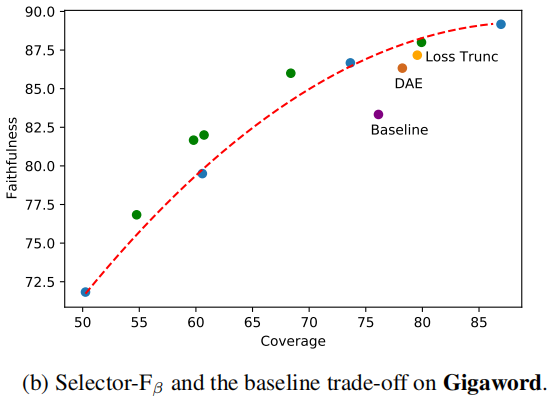 90.0
87.5
85.0
82.5
80.0
77.5
75.0
72.5
Faithfulness
Loss Trunc
DAE
Baseline
50 55 60 65 70 75 80 85
Coverage
(b) Selector-Fβ and the baseline trade-off on Gigaword.